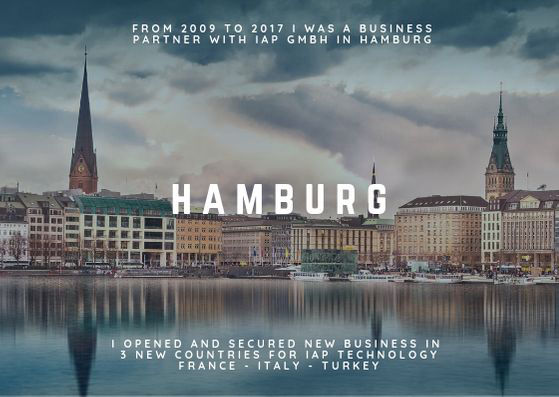 FROM 2009 TO 2017 I WAS A BUSINESS
PARTNER WITH IAP GMBH IN HAMBURG
HAMBURG
I OPENED AND SECURED NEW BUSINESS IN
3 NEW COUNTRIES FOR IAP TECHNOLOGY
FRANCE - ITALY - TURKEY